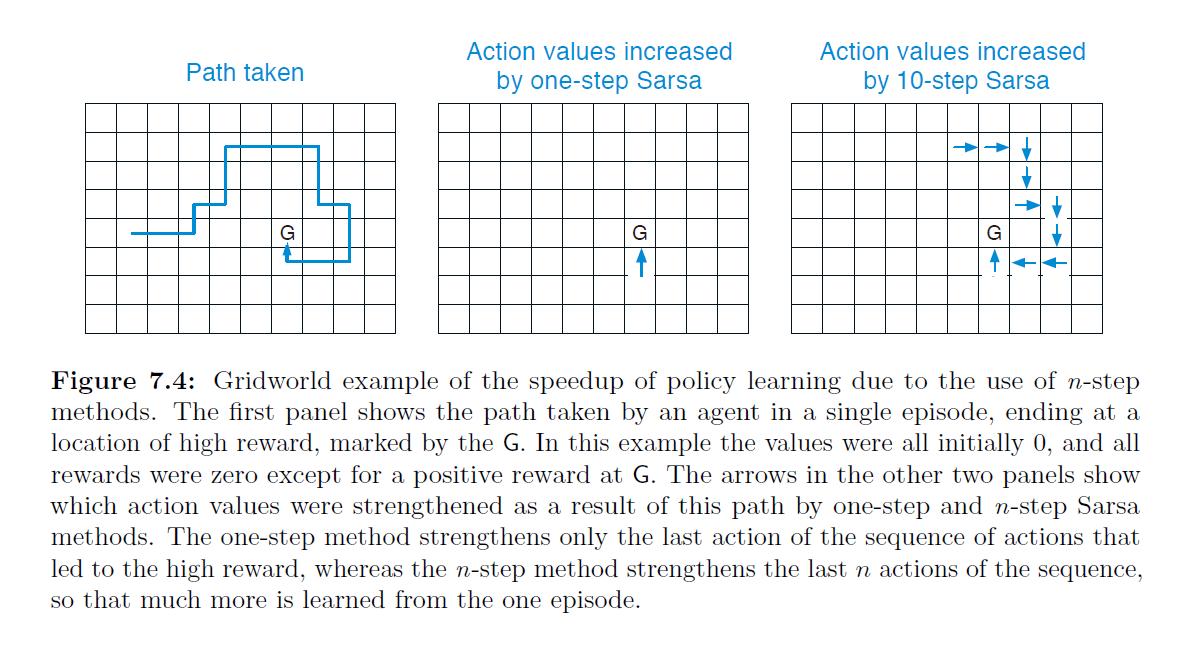 Path taken
Action values increased
by one-step Sarsa
Action values increased
by 10-step Sarsa
G
G
G
Figure 7.4: Gridworld example of the speedup of policy learning due to the use of n-step
methods. The first panel shows the path taken by an agent in a single episode, ending at a
location of high reward, marked by the G. In this example the values were all initially 0, and all
rewards were zero except for a positive reward at G. The arrows in the other two panels show
which action values were strengthened as a result of this path by one-step and n-step Sarsa
methods. The one-step method strengthens only the last action of the sequence of actions that
led to the high reward, whereas the n-step method strengthens the last n actions of the sequence,
so that much more is learned from the one episode.